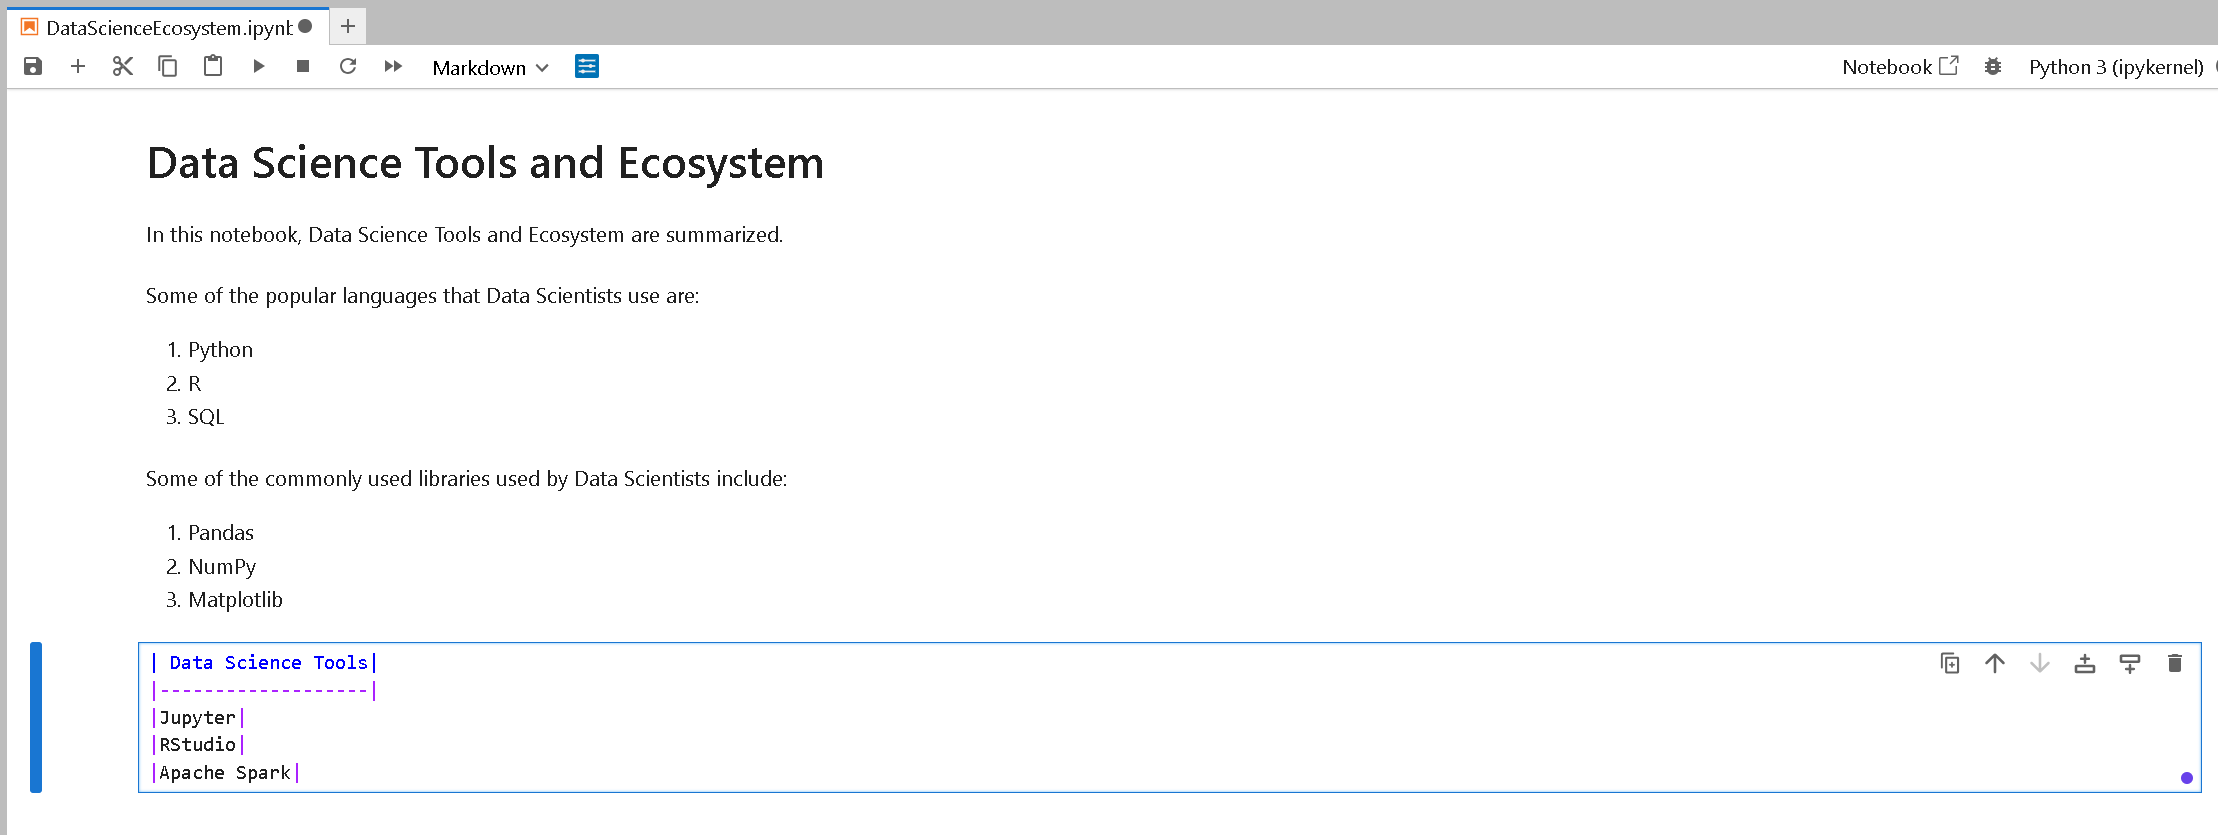 DataScienceEcosystem.ipynb
Markdown
Notebook
Python 3 (ipykernel)
Data Science Tools and Ecosystem
In this notebook, Data Science Tools and Ecosystem are summarized.
Some of the popular languages that Data Scientists use are:
1. Python
2. R
3. SQL
Some of the commonly used libraries used by Data Scientists include:
1. Pandas
2. NumPy
3. Matplotlib
| Data Science Tools|
|-------------------|
|Jupyter|
|RStudio|
|Apache Spark|